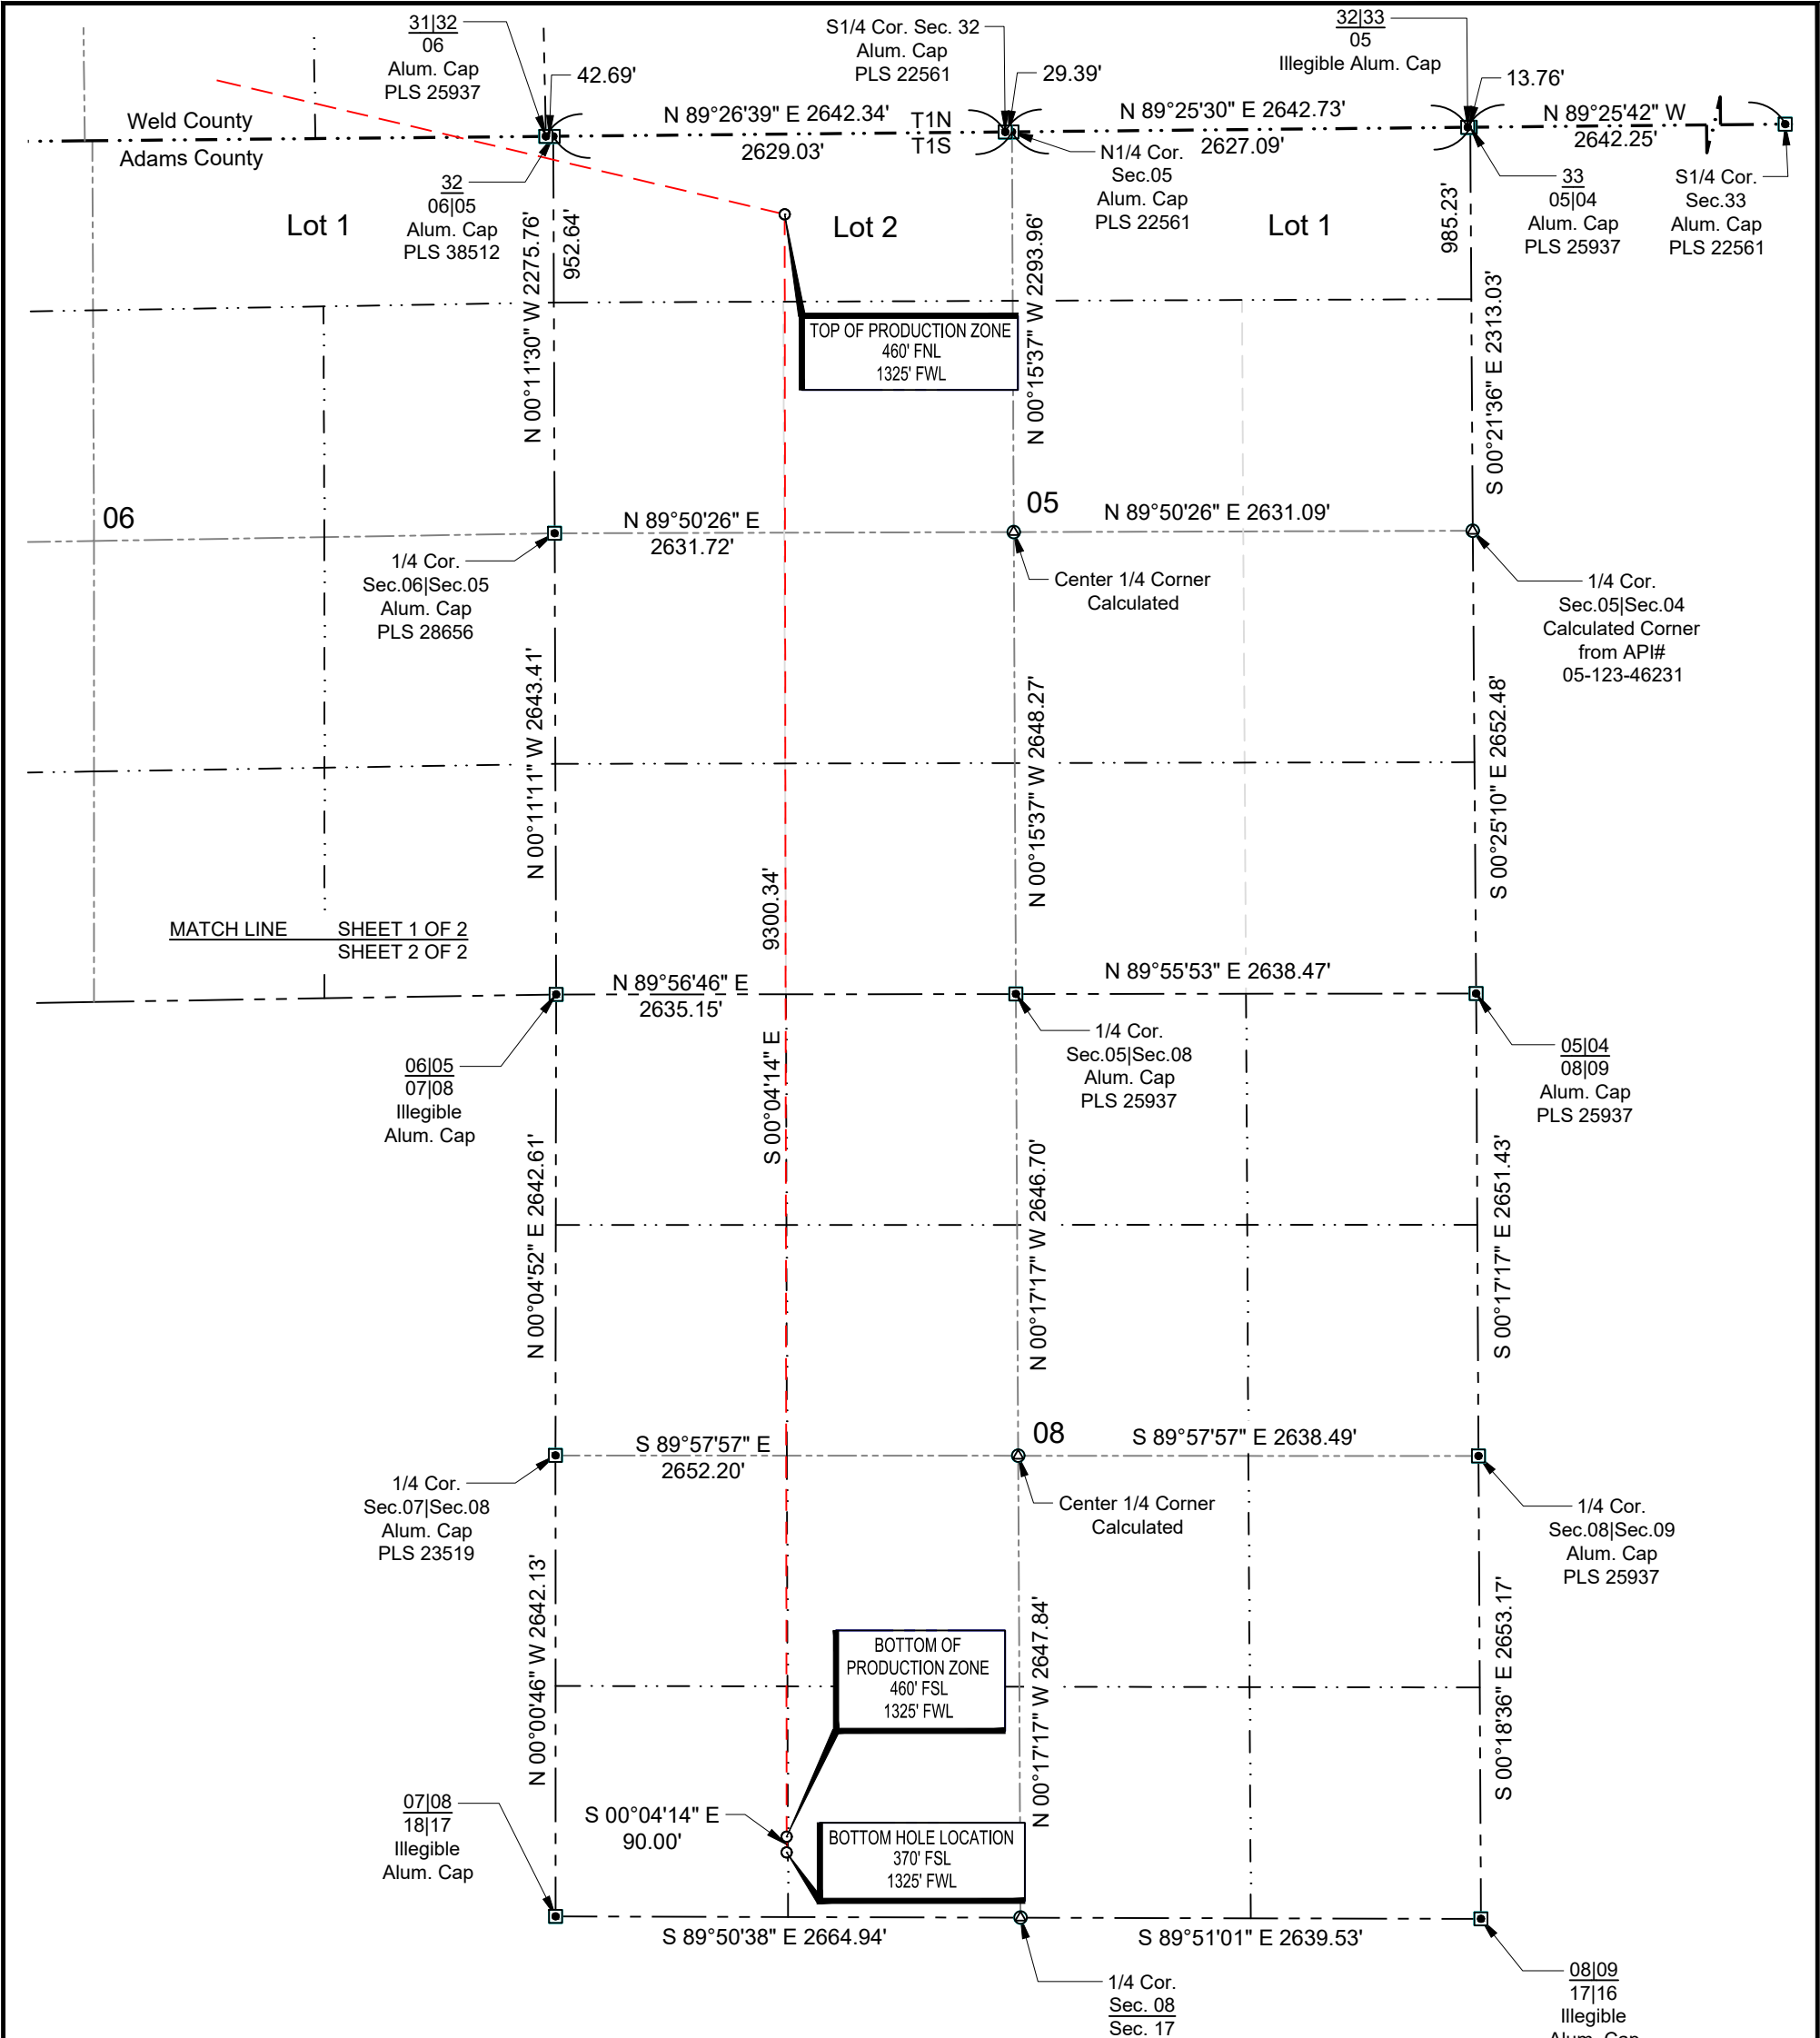 31|32
06
Alum. Cap
PLS 25937
42.69'
S1/4 Cor. Sec. 32
Alum. Cap
PLS 22561
29.39'
32|33
05
Illegible Alum. Cap
13.76'
Weld County
Adams County
N 89°26'39" E 2642.34'
2629.03'
T1N
T1S
N 89°25'30" E 2642.73'
2627.09'
N 89°25'42" W
2642.25'
32
06|05
Alum. Cap
PLS 38512
N1/4 Cor.
Sec.05
Alum. Cap
PLS 22561
33
05|04
Alum. Cap
PLS 25937
S1/4 Cor.
Sec.33
Alum. Cap
PLS 22561
Lot 1
Lot 2
Lot 1
N 00°11'30" W 2275.76'
952.64'
N 00°15'37" W 2293.96'
985.23'
S 00°21'36" E 2313.03'
TOP OF PRODUCTION ZONE
460' FNL
1325' FWL
06
05
N 89°50'26" E
2631.72'
N 89°50'26" E 2631.09'
1/4 Cor.
Sec.06|Sec.05
Alum. Cap
PLS 28656
Center 1/4 Corner
Calculated
1/4 Cor.
Sec.05|Sec.04
Calculated Corner
from API#
05-123-46231
N 00°11'11" W 2643.41'
9300.34'
N 00°15'37" W 2648.27'
S 00°25'10" E 2652.48'
MATCH LINE SHEET 1 OF 2
SHEET 2 OF 2
N 89°56'46" E
2635.15'
N 89°55'53" E 2638.47'
06|05
07|08
Illegible
Alum. Cap
S 00°04'14" E
1/4 Cor.
Sec.05|Sec.08
Alum. Cap
PLS 25937
05|04
08|09
Alum. Cap
PLS 25937
N 00°04'52" E 2642.61'
N 00°17'17" W 2646.70'
S 00°17'17" E 2651.43'
08
S 89°57'57" E
2652.20'
S 89°57'57" E 2638.49'
1/4 Cor.
Sec.07|Sec.08
Alum. Cap
PLS 23519
Center 1/4 Corner
Calculated
1/4 Cor.
Sec.08|Sec.09
Alum. Cap
PLS 25937
N 00°00'46" W 2642.13'
N 00°17'17" W 2647.84'
S 00°18'36" E 2653.17'
BOTTOM OF
PRODUCTION ZONE
460' FSL
1325' FWL
07|08
18|17
Illegible
Alum. Cap
S 00°04'14" E
90.00'
BOTTOM HOLE LOCATION
370' FSL
1325' FWL
S 89°50'38" E 2664.94'
S 89°51'01" E 2639.53'
1/4 Cor.
Sec. 08
Sec. 17
08|09
17|16
Illegible
Alum. Cap